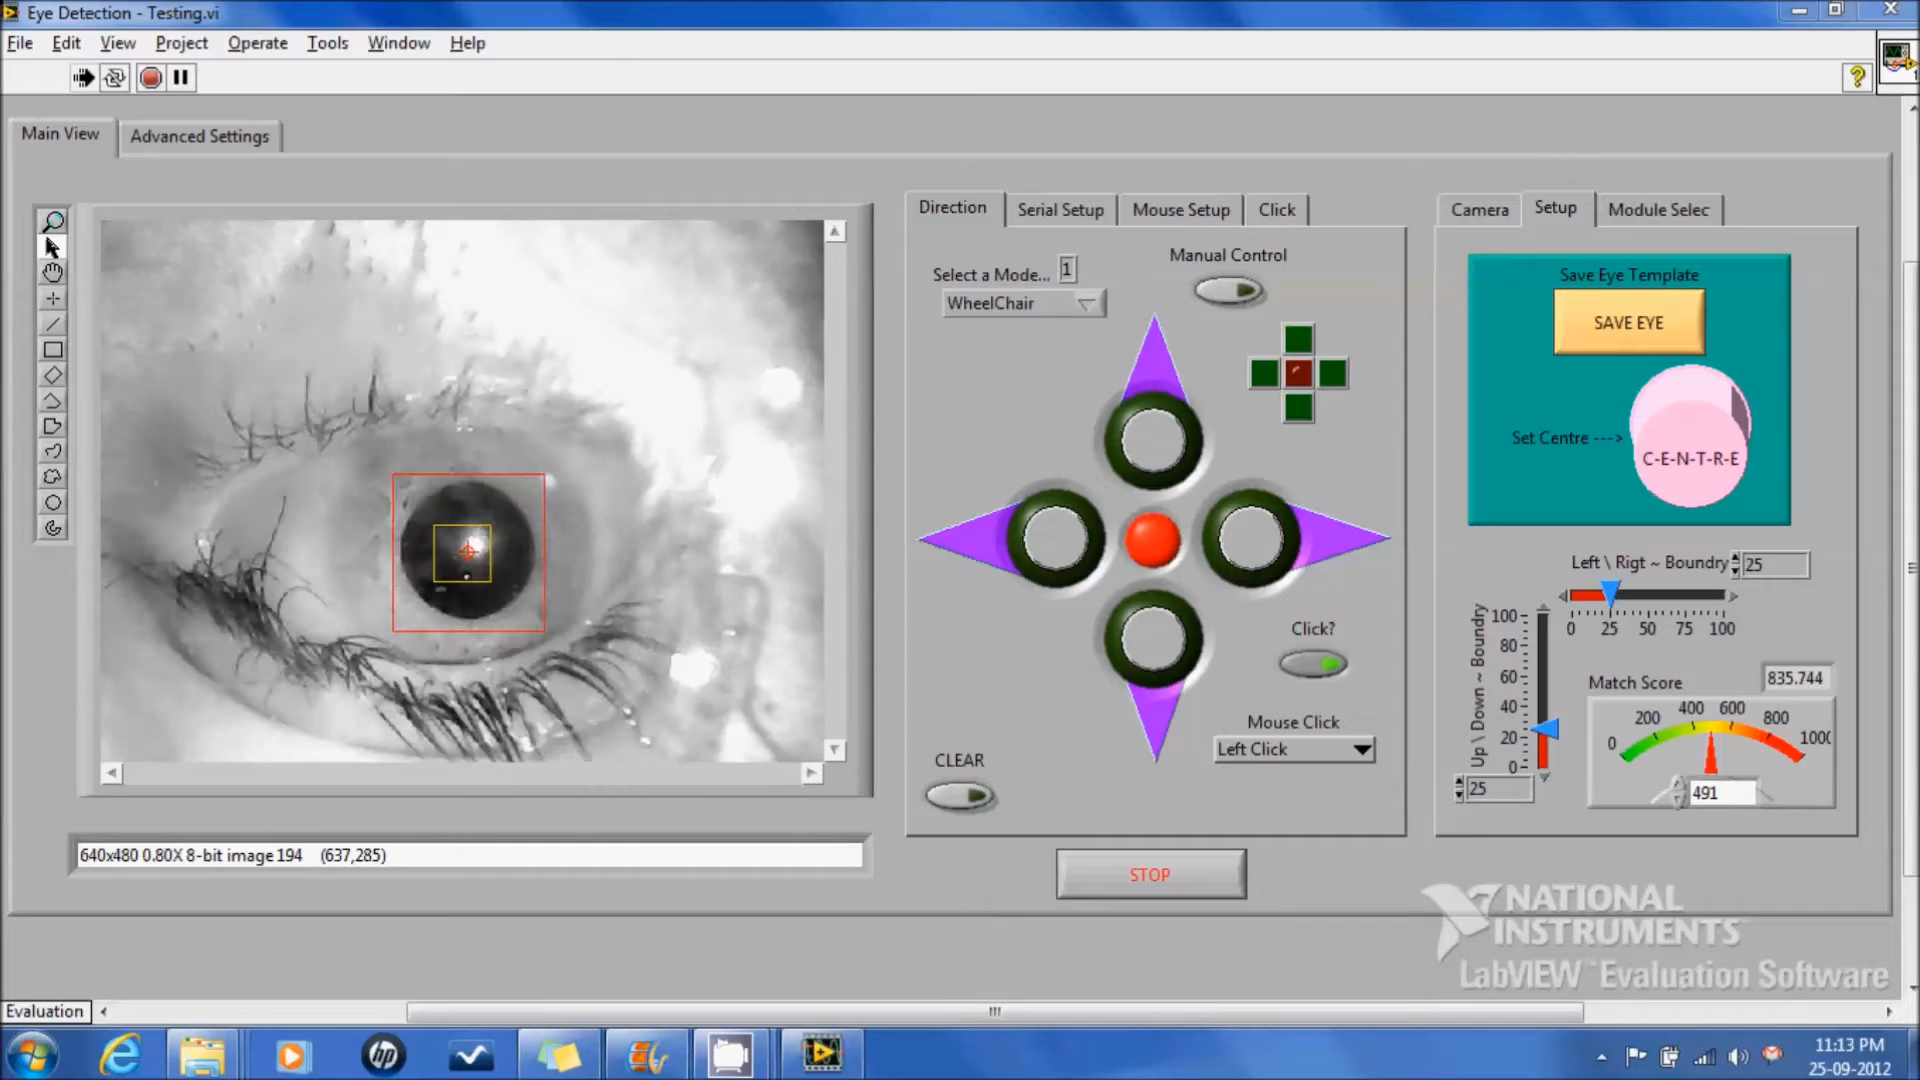 Eye Detection - Testing.vi
File Edit View Project Operate Tools Window Help
?
1
Main View Advanced Settings
Direction Serial Setup Mouse Setup Click
Camera Setup Module Selec
Select a Mode... 1
WheelChair
Manual Control
Save Eye Template
SAVE EYE
Set Centre --->
C-E-N-T-R-E
Left \ Rigt ~ Boundry 25
0 25 50 75 100
Up \ Down ~ Boundry
100
80
60
40
20
0
25
Click?
Mouse Click
Left Click
CLEAR
Match Score 835.744
0 200 400 600 800 1000
491
640x480 0.80X 8-bit image 194 (637,285)
STOP
NATIONAL
INSTRUMENTS
LabVIEW™ Evaluation Software
Evaluation
hp
11:13 PM
25-09-2012